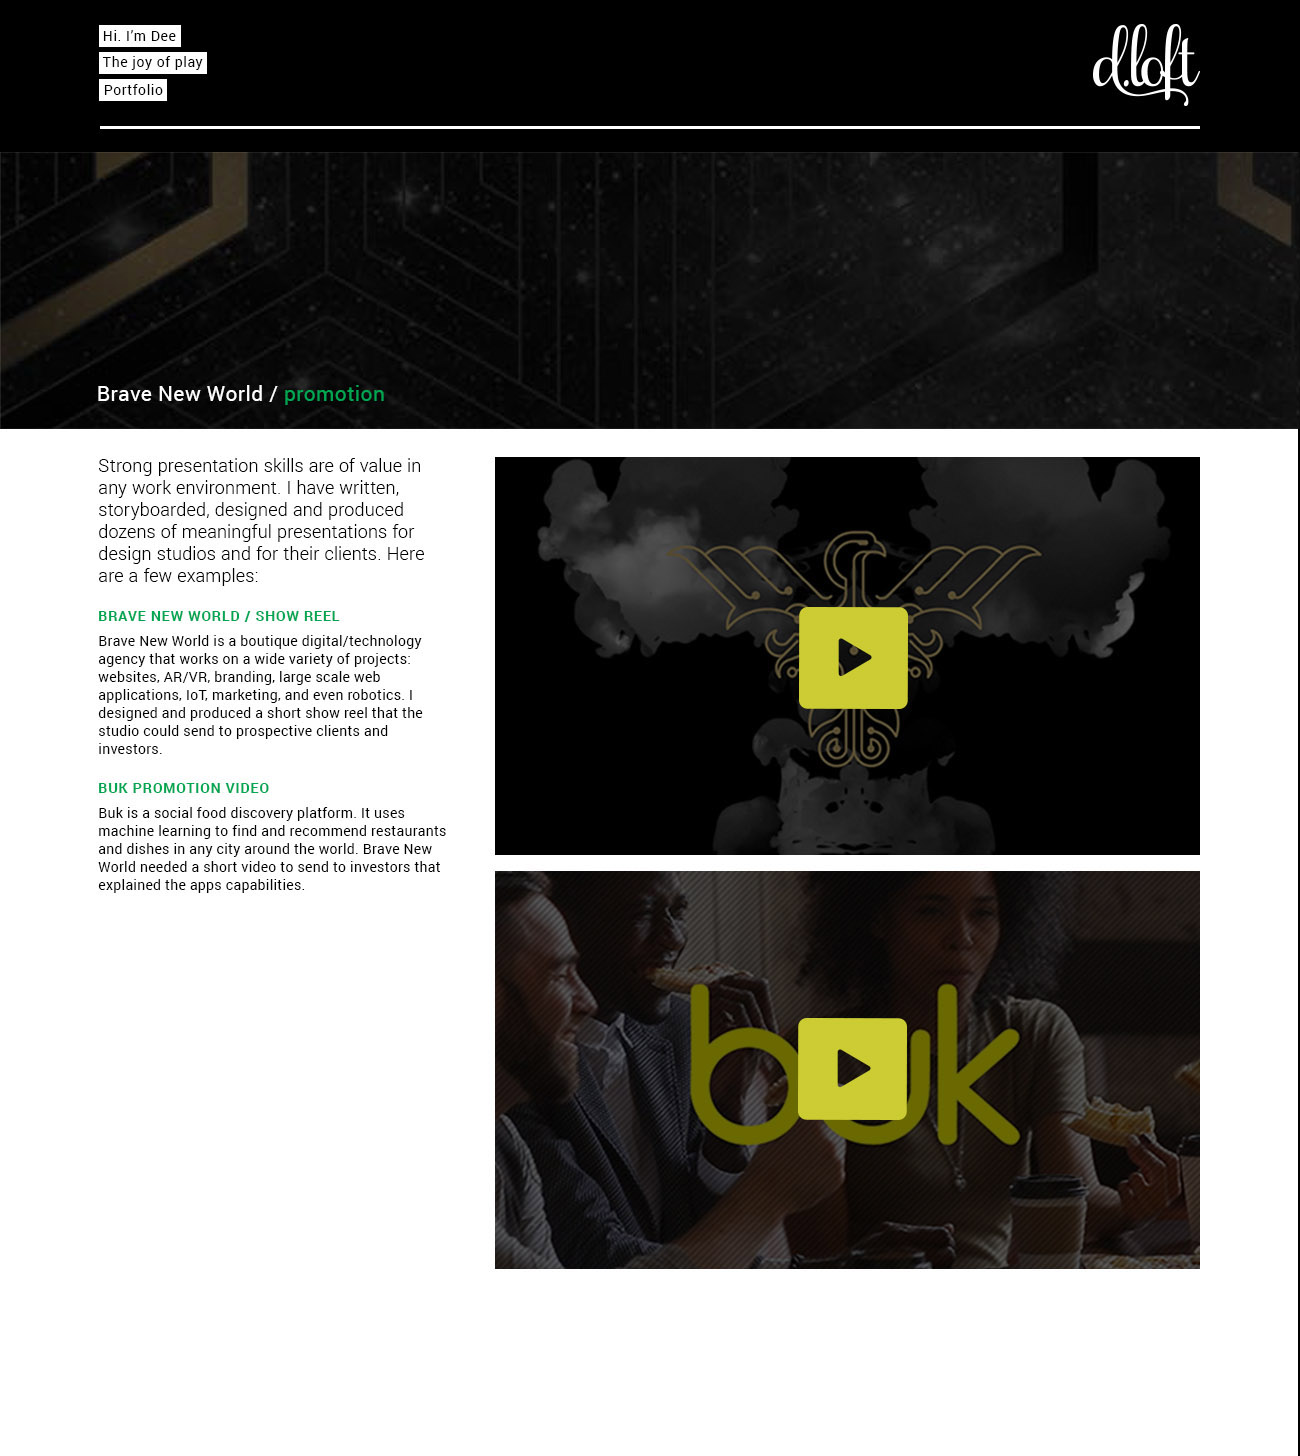 Hi. I'm Dee
The joy of play
Portfolio
d.loft
Brave New World / promotion
Strong presentation skills are of value in
any work environment. I have written,
storyboarded, designed and produced
dozens of meaningful presentations for
design studios and for their clients. Here
are a few examples:
BRAVE NEW WORLD / SHOW REEL
Brave New World is a boutique digital/technology
agency that works on a wide variety of projects:
websites, AR/VR, branding, large scale web
applications, IoT, marketing, and even robotics. I
designed and produced a short show reel that the
studio could send to prospective clients and
investors.
BUK PROMOTION VIDEO
Buk is a social food discovery platform. It uses
machine learning to find and recommend restaurants
and dishes in any city around the world. Brave New
World needed a short video to send to investors that
explained the apps capabilities.
buk